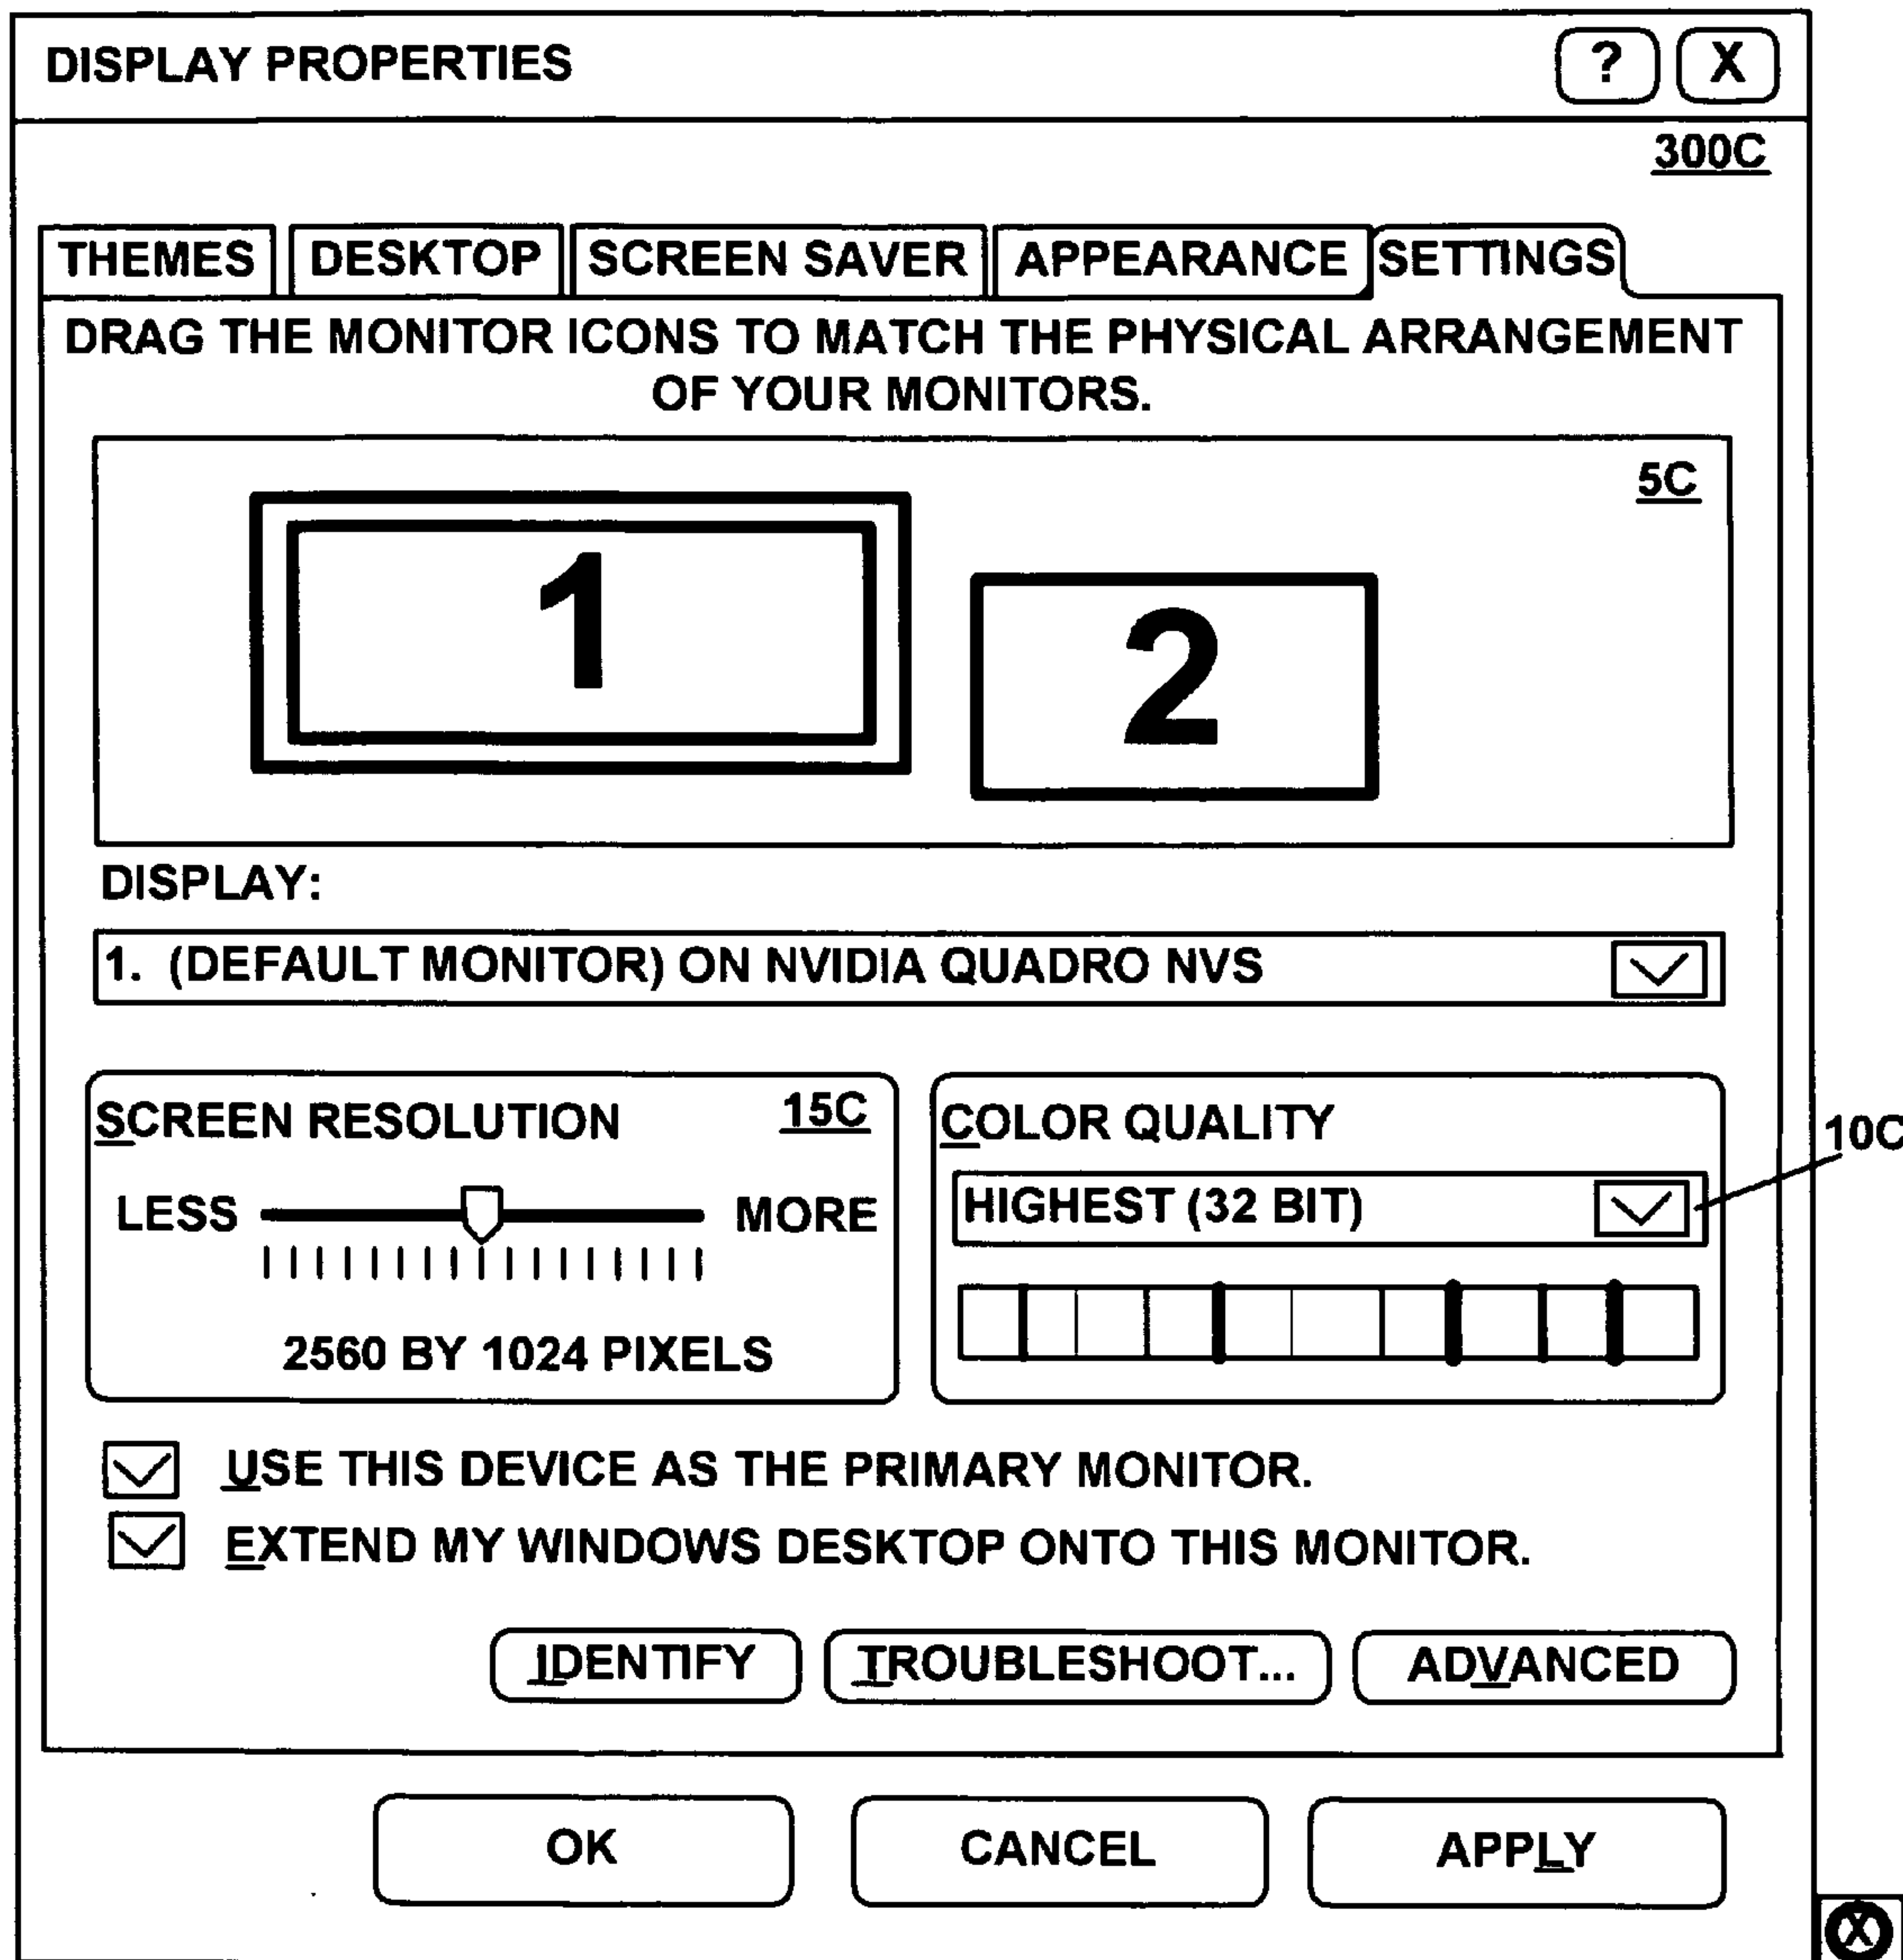 DISPLAY PROPERTIES ? X
300C
THEMES DESKTOP SCREEN SAVER APPEARANCE SETTINGS
DRAG THE MONITOR ICONS TO MATCH THE PHYSICAL ARRANGEMENT
OF YOUR MONITORS.
5C
1 2
DISPLAY:
1. (DEFAULT MONITOR) ON NVIDIA QUADRO NVS
SCREEN RESOLUTION 15C
LESS MORE
2560 BY 1024 PIXELS
COLOR QUALITY
HIGHEST (32 BIT)
10C
USE THIS DEVICE AS THE PRIMARY MONITOR.
EXTEND MY WINDOWS DESKTOP ONTO THIS MONITOR.
IDENTIFY TROUBLESHOOT... ADVANCED
OK CANCEL APPLY
X